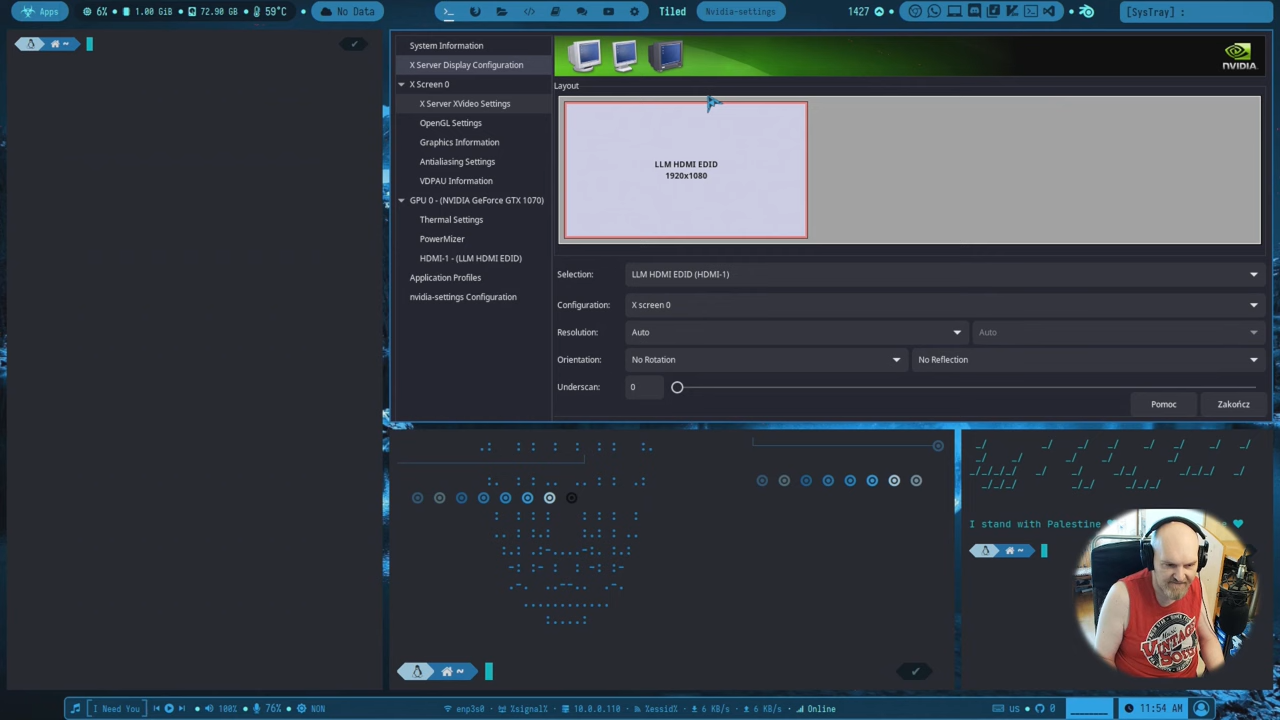 Apps 6% 1.00 GiB 72.90 GB 59°C No Data
Tiled Nvidia-settings
1427 [SysTray] :
~
System Information
X Server Display Configuration
X Screen 0
X Server XVideo Settings
OpenGL Settings
Graphics Information
Antialiasing Settings
VDPAU Information
GPU 0 - (NVIDIA GeForce GTX 1070)
Thermal Settings
PowerMizer
HDMI-1 - (LLM HDMI EDID)
Application Profiles
nvidia-settings Configuration
NVIDIA
Layout
LLM HDMI EDID
1920x1080
Selection: LLM HDMI EDID (HDMI-1)
Configuration: X screen 0
Resolution: Auto Auto
Orientation: No Rotation No Reflection
Underscan: 0
Pomoc Zakończ
I stand with Palestine
~
~
VINTAGE
[ I Need You ] 100% 76% NON
enp3s0 %signalX^ 10.0.0.110 %essid%^ 6 KB/s 6 KB/s Online
us 0 11:54 AM